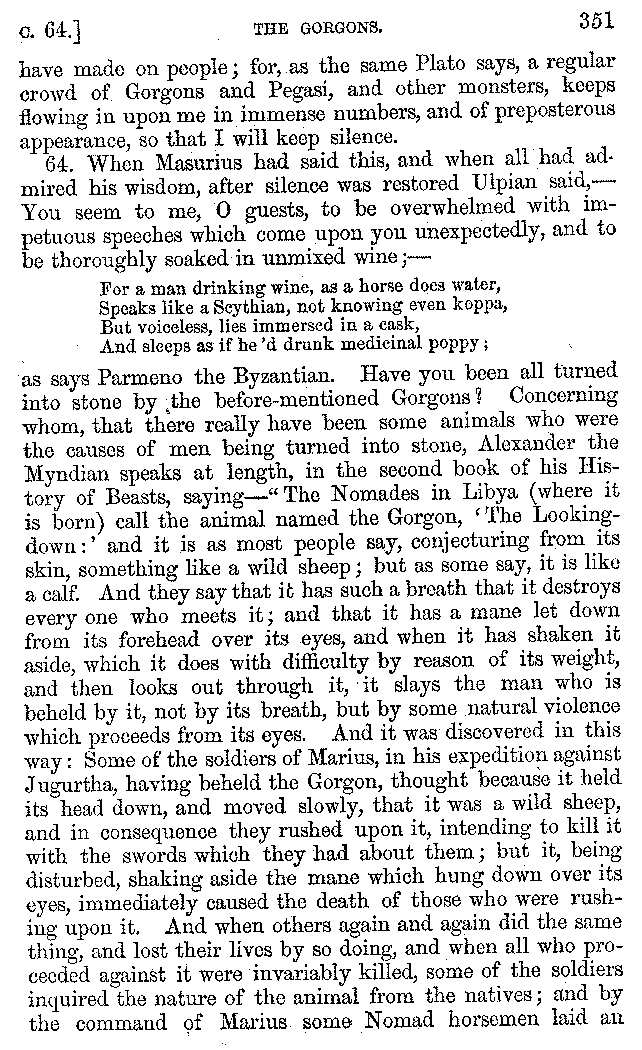 C. 64.] THE GORGONS. 351
have made on people; for, as the same Plato says, a regular
crowd of Gorgons and Pegasi, and other monsters, keeps
flowing in upon me in immense numbers, and of preposterous
appearance, so that I will keep silence.
64. When Masurius had said this, and when all had ad-
mired his wisdom, after silence was restored Ulpian said,—
You seem to me, O guests, to be overwhelmed with im-
petuous speeches which come upon you unexpectedly, and to
be thoroughly soaked in unmixed wine;—
For a man drinking wine, as a horse does water,
Speaks like a Scythian, not knowing even koppa,
But voiceless, lies immersed in a cask,
And sleeps as if he'd drunk medicinal poppy;
as says Parmeno the Byzantian. Have you been all turned
into stone by the before-mentioned Gorgons? Concerning
whom, that there really have been some animals who were
the causes of men being turned into stone, Alexander the
Myndian speaks at length, in the second book of his His-
tory of Beasts, saying—“The Nomades in Libya (where it
is born) call the animal named the Gorgon, ‘The Looking-
down:’ and it is as most people say, conjecturing from its
skin, something like a wild sheep; but as some say, it is like
a calf. And they say that it has such a breath that it destroys
every one who meets it; and that it has a mane let down
from its forehead over its eyes, and when it has shaken it
aside, which it does with difficulty by reason of its weight,
and then looks out through it, it slays the man who is
beheld by it, not by its breath, but by some natural violence
which proceeds from its eyes. And it was discovered in this
way: Some of the soldiers of Marius, in his expedition against
Jugurtha, having beheld the Gorgon, thought because it held
its head down, and moved slowly, that it was a wild sheep,
and in consequence they rushed upon it, intending to kill it
with the swords which they had about them; but it, being
disturbed, shaking aside the mane which hung down over its
eyes, immediately caused the death of those who were rush-
ing upon it. And when others again and again did the same
thing, and lost their lives by so doing, and when all who pro-
ceeded against it were invariably killed, some of the soldiers
inquired the nature of the animal from the natives; and by
the command of Marius some Nomad horsemen laid an